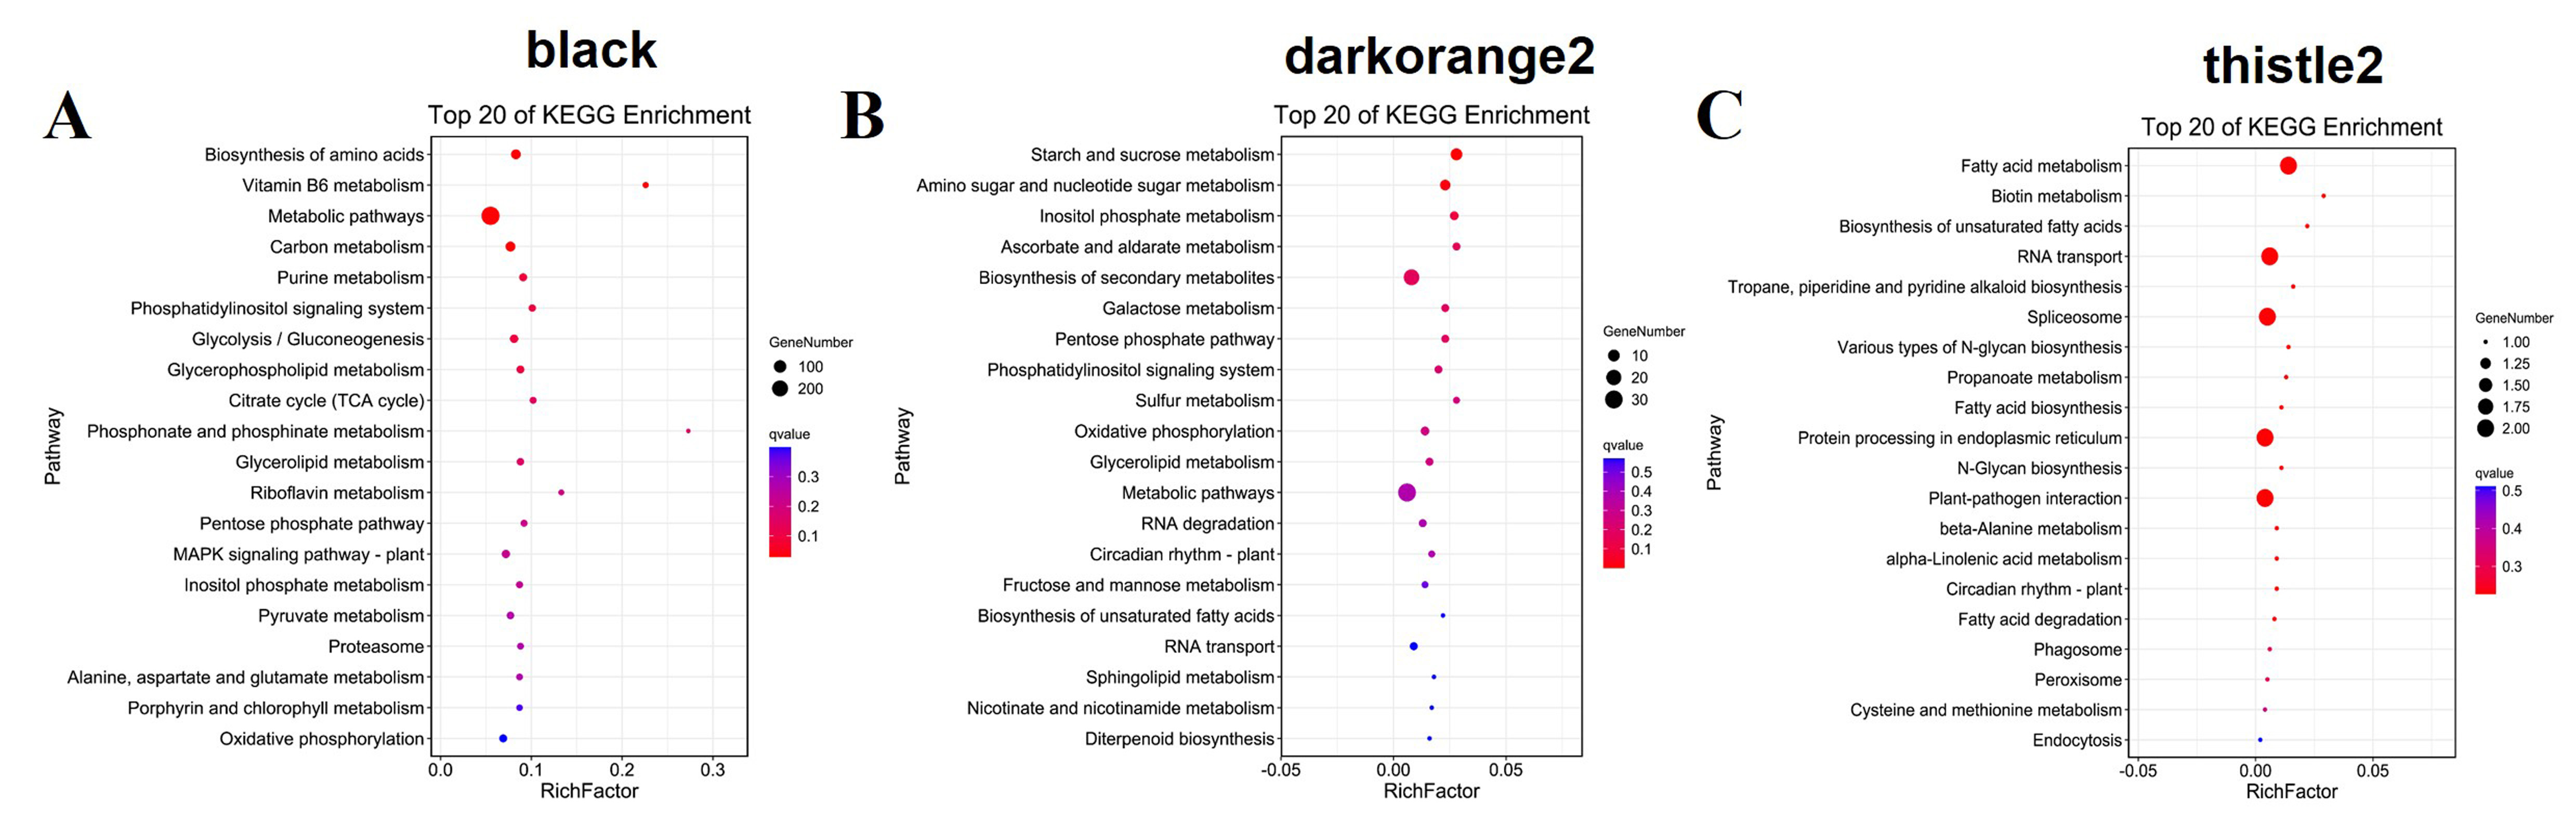 black
A
Top 20 of KEGG Enrichment
Biosynthesis of amino acids
Vitamin B6 metabolism
Metabolic pathways
Carbon metabolism
Purine metabolism
Phosphatidylinositol signaling system
Glycolysis / Gluconeogenesis
Glycerophospholipid metabolism
Citrate cycle (TCA cycle)
Phosphonate and phosphinate metabolism
Glycerolipid metabolism
Riboflavin metabolism
Pentose phosphate pathway
MAPK signaling pathway - plant
Inositol phosphate metabolism
Pyruvate metabolism
Proteasome
Alanine, aspartate and glutamate metabolism
Porphyrin and chlorophyll metabolism
Oxidative phosphorylation
Pathway
0.0 0.1 0.2 0.3
RichFactor
GeneNumber
100
200
qvalue
0.3
0.2
0.1
darkorange2
B
Top 20 of KEGG Enrichment
Starch and sucrose metabolism
Amino sugar and nucleotide sugar metabolism
Inositol phosphate metabolism
Ascorbate and aldarate metabolism
Biosynthesis of secondary metabolites
Galactose metabolism
Pentose phosphate pathway
Phosphatidylinositol signaling system
Sulfur metabolism
Oxidative phosphorylation
Glycerolipid metabolism
Metabolic pathways
RNA degradation
Circadian rhythm - plant
Fructose and mannose metabolism
Biosynthesis of unsaturated fatty acids
RNA transport
Sphingolipid metabolism
Nicotinate and nicotinamide metabolism
Diterpenoid biosynthesis
Pathway
-0.05 0.00 0.05
RichFactor
GeneNumber
10
20
30
qvalue
0.5
0.4
0.3
0.2
0.1
thistle2
C
Top 20 of KEGG Enrichment
Fatty acid metabolism
Biotin metabolism
Biosynthesis of unsaturated fatty acids
RNA transport
Tropane, piperidine and pyridine alkaloid biosynthesis
Spliceosome
Various types of N-glycan biosynthesis
Propanoate metabolism
Fatty acid biosynthesis
Protein processing in endoplasmic reticulum
N-Glycan biosynthesis
Plant-pathogen interaction
beta-Alanine metabolism
alpha-Linolenic acid metabolism
Circadian rhythm - plant
Fatty acid degradation
Phagosome
Peroxisome
Cysteine and methionine metabolism
Endocytosis
Pathway
-0.05 0.00 0.05
RichFactor
GeneNumber
1.00
1.25
1.50
1.75
2.00
qvalue
0.5
0.4
0.3